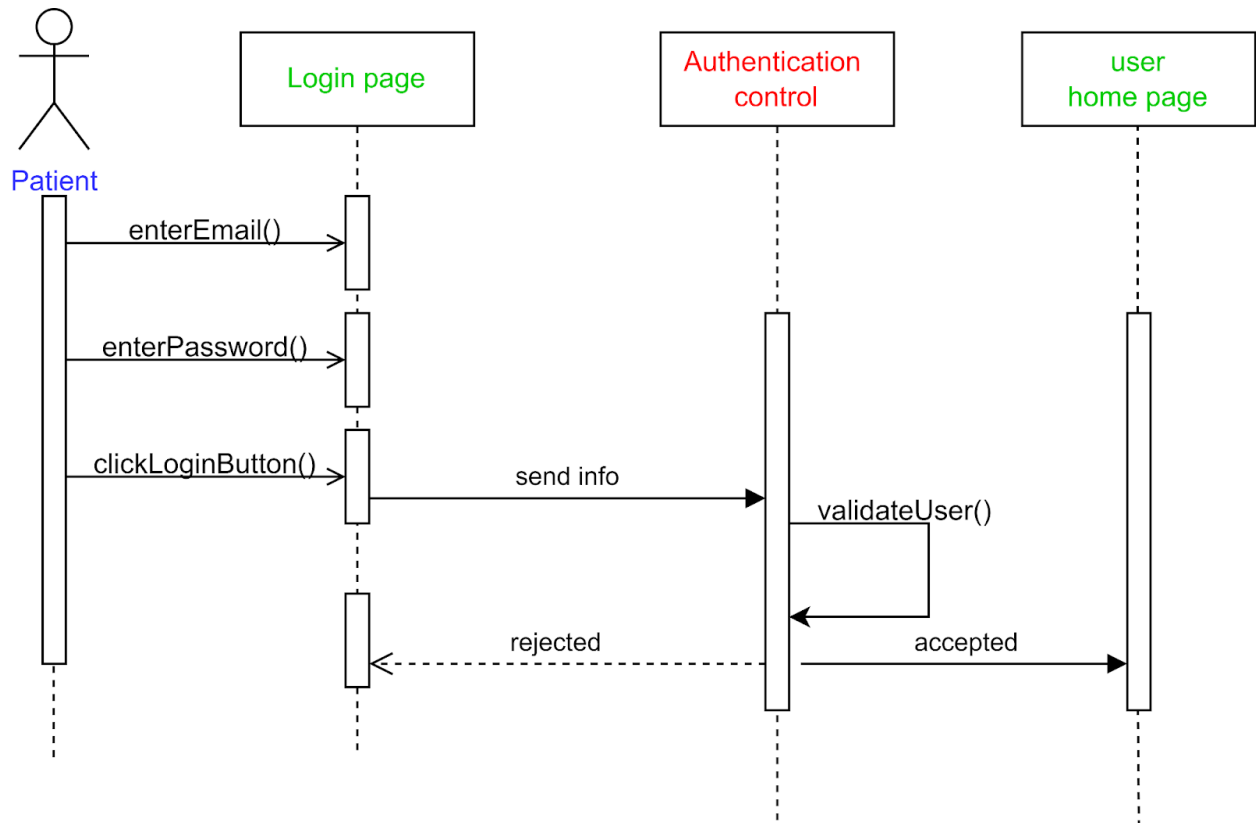 Login page
Authentication
control
user
home page
Patient
enterEmail()
enterPassword()
clickLoginButton()
send info
validateUser()
rejected
accepted